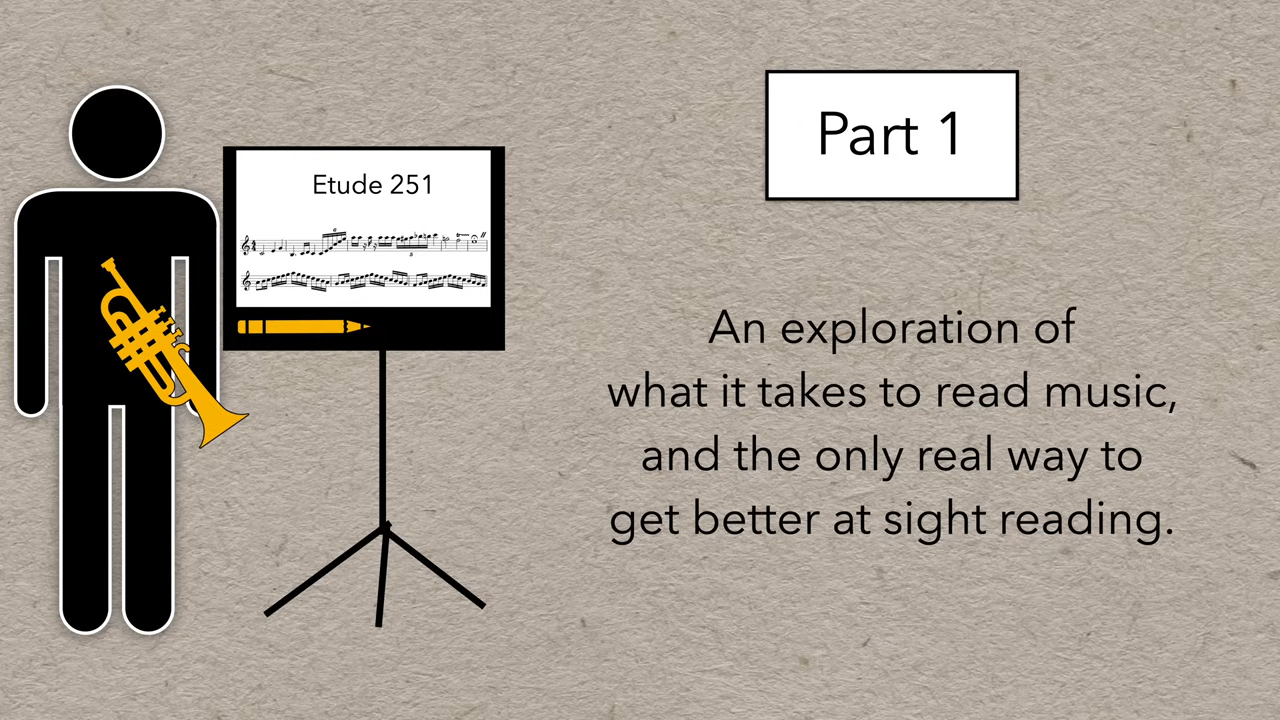 Part 1
Etude 251
An exploration of
what it takes to read music,
and the only real way to
get better at sight reading.